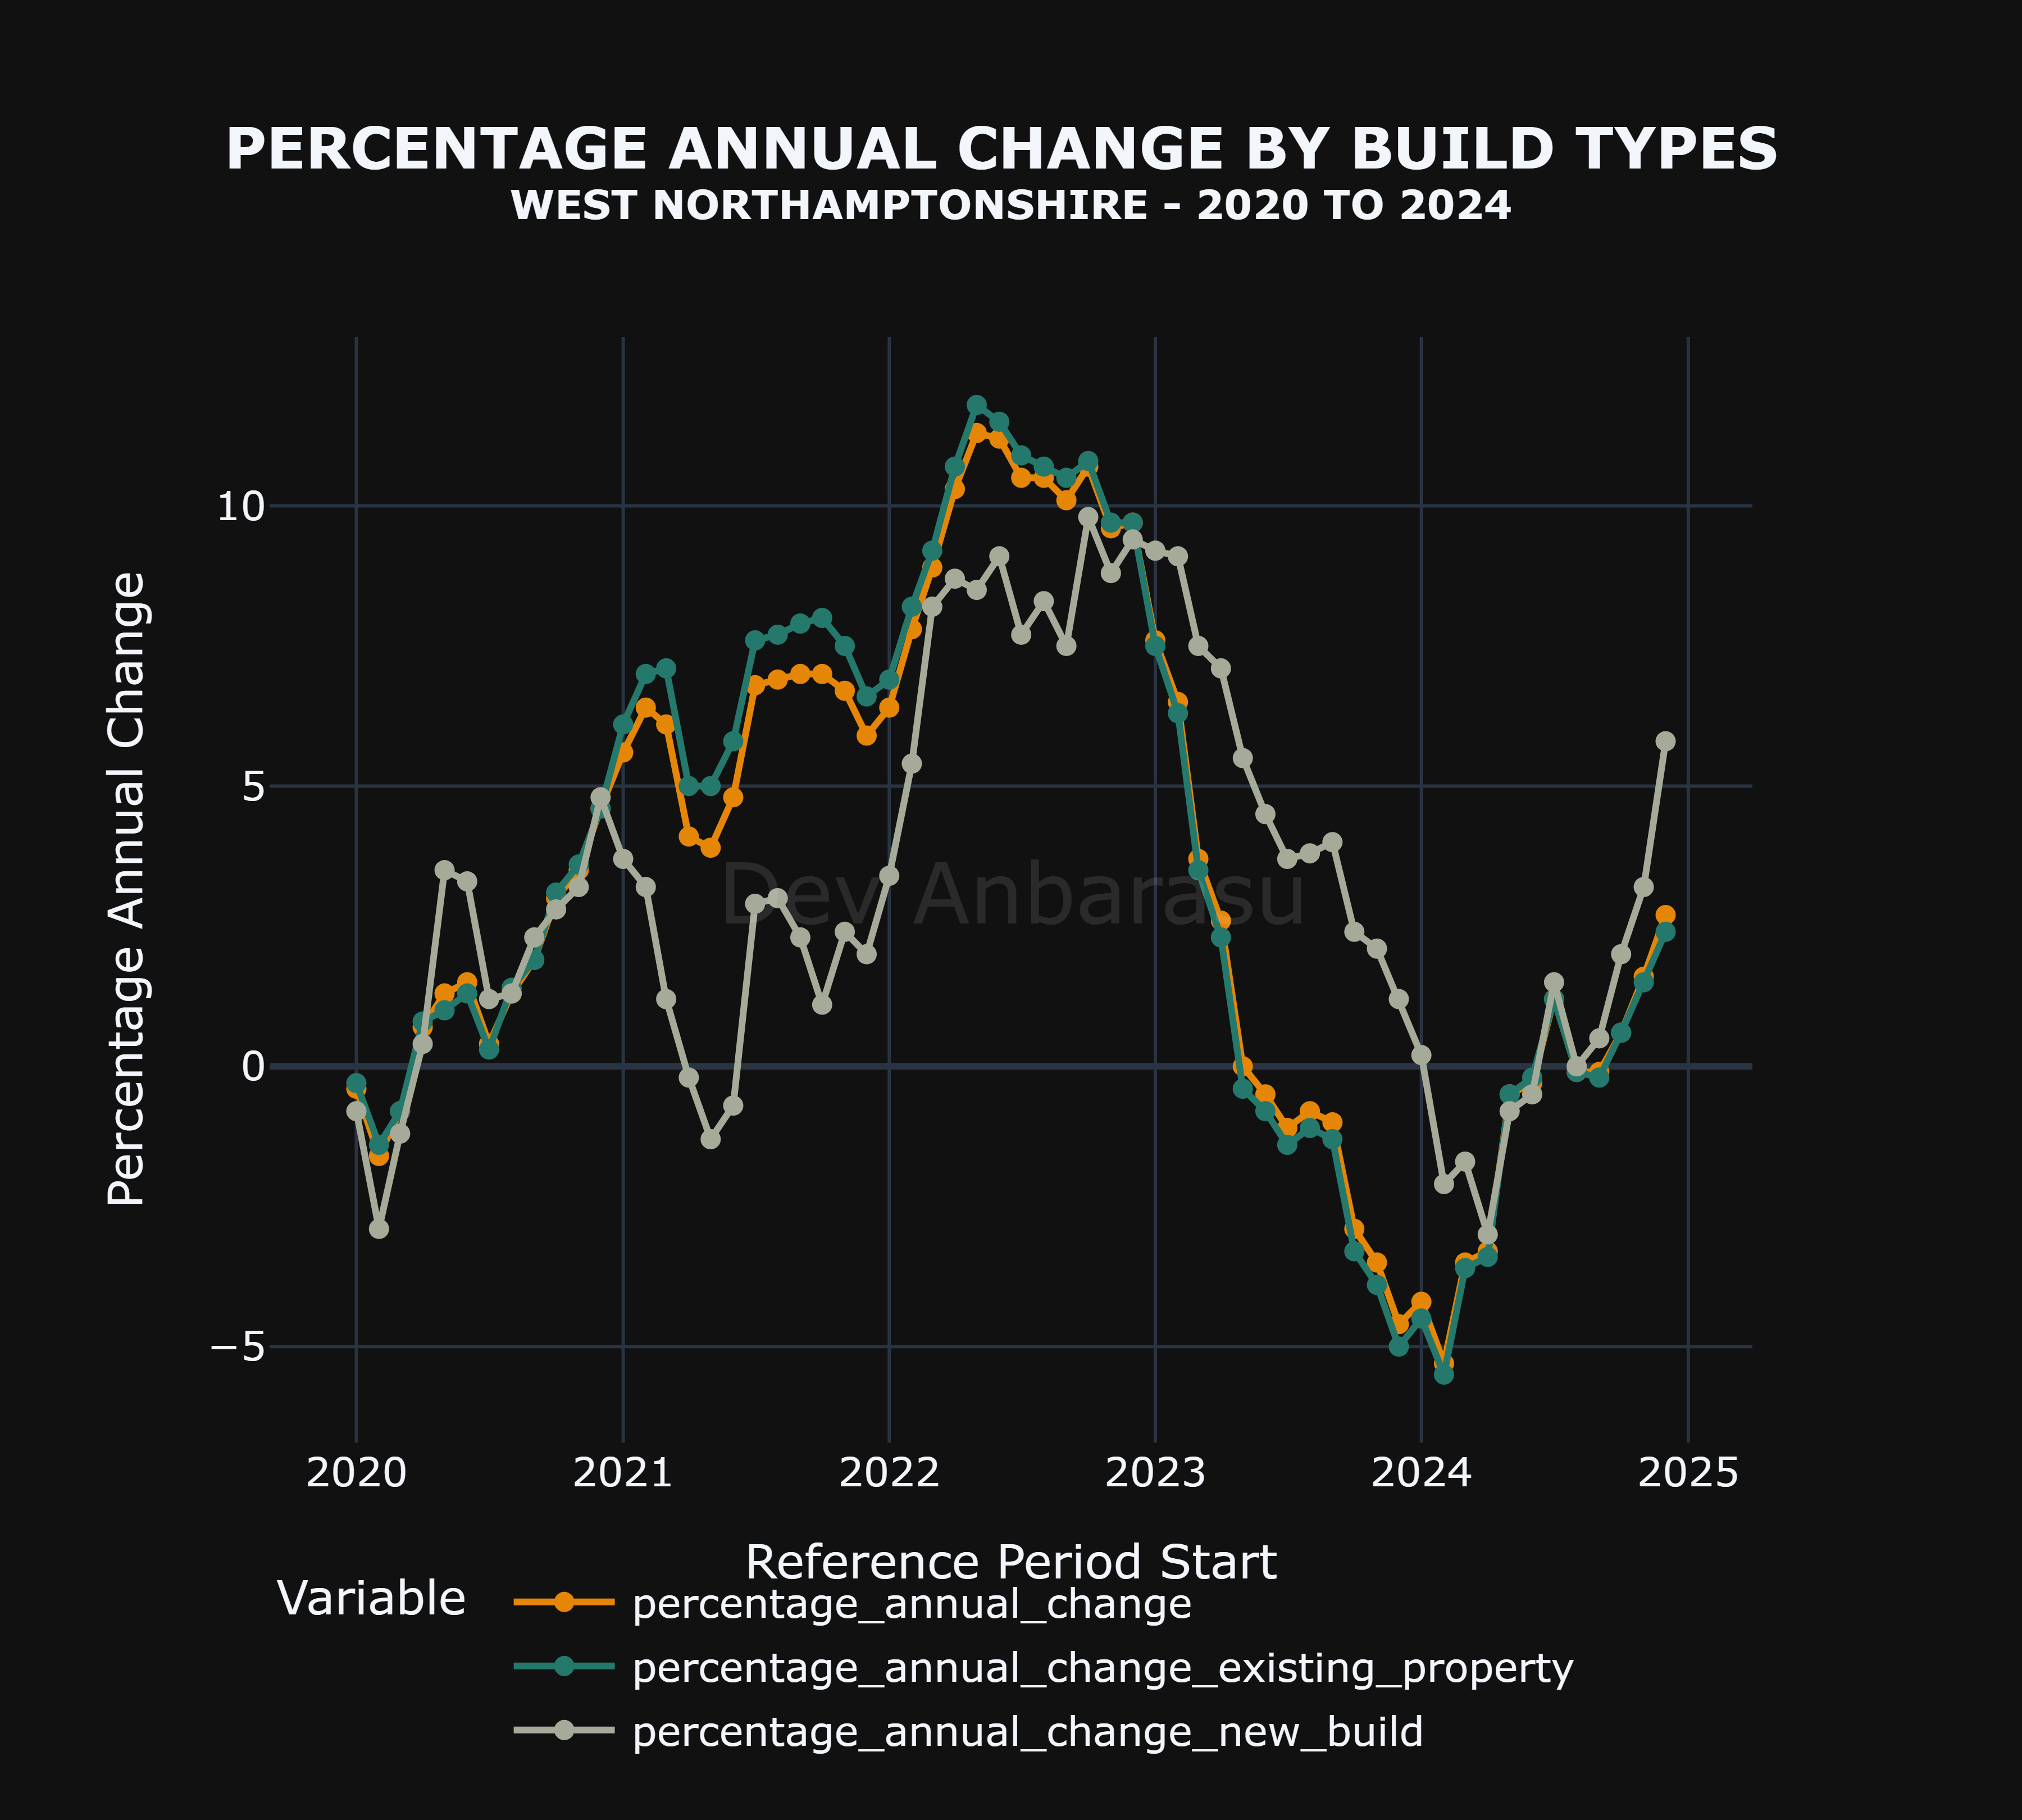 PERCENTAGE ANNUAL CHANGE BY BUILD TYPES
WEST NORTHAMPTONSHIRE – 2020 TO 2024
Percentage Annual Change
10
5
0
−5
Dev Anbarasu
2020 2021 2022 2023 2024 2025
Reference Period Start
Variable
percentage_annual_change
percentage_annual_change_existing_property
percentage_annual_change_new_build